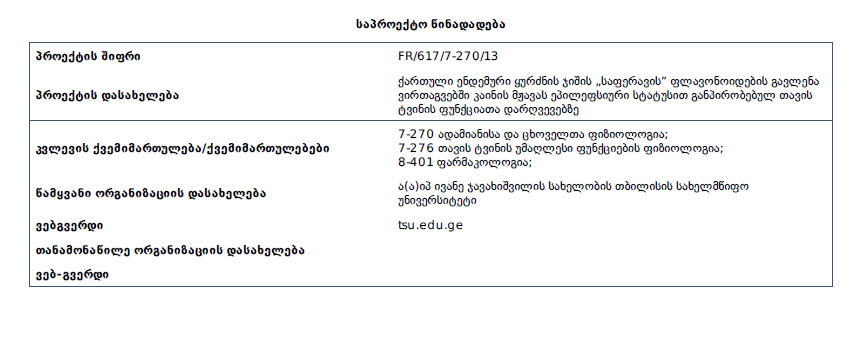 საპროექტო წინადადება
პროექტის შიფრი
FR/617/7-270/13
პროექტის დასახელება
ქართული ენდემური ყურძნის ჯიშის „საფერავის“ ფლავონოიდების გავლენა
ვირთაგვებში კაინის მჟავას ეპილეფსიური სტატუსით განპირობებულ თავის
ტვინის ფუნქციათა დარღვევებზე
კვლევის ქვემიმართულება/ქვემიმართულებები
7-270 ადამიანისა და ცხოველთა ფიზიოლოგია;
7-276 თავის ტვინის უმაღლესი ფუნქციების ფიზიოლოგია;
8-401 ფარმაკოლოგია;
წამყვანი ორგანიზაციის დასახელება
ა(ა)იპ ივანე ჯავახიშვილის სახელობის თბილისის სახელმწიფო
უნივერსიტეტი
ვებგვერდი
tsu.edu.ge
თანამონაწილე ორგანიზაციის დასახელება
ვებ-გვერდი